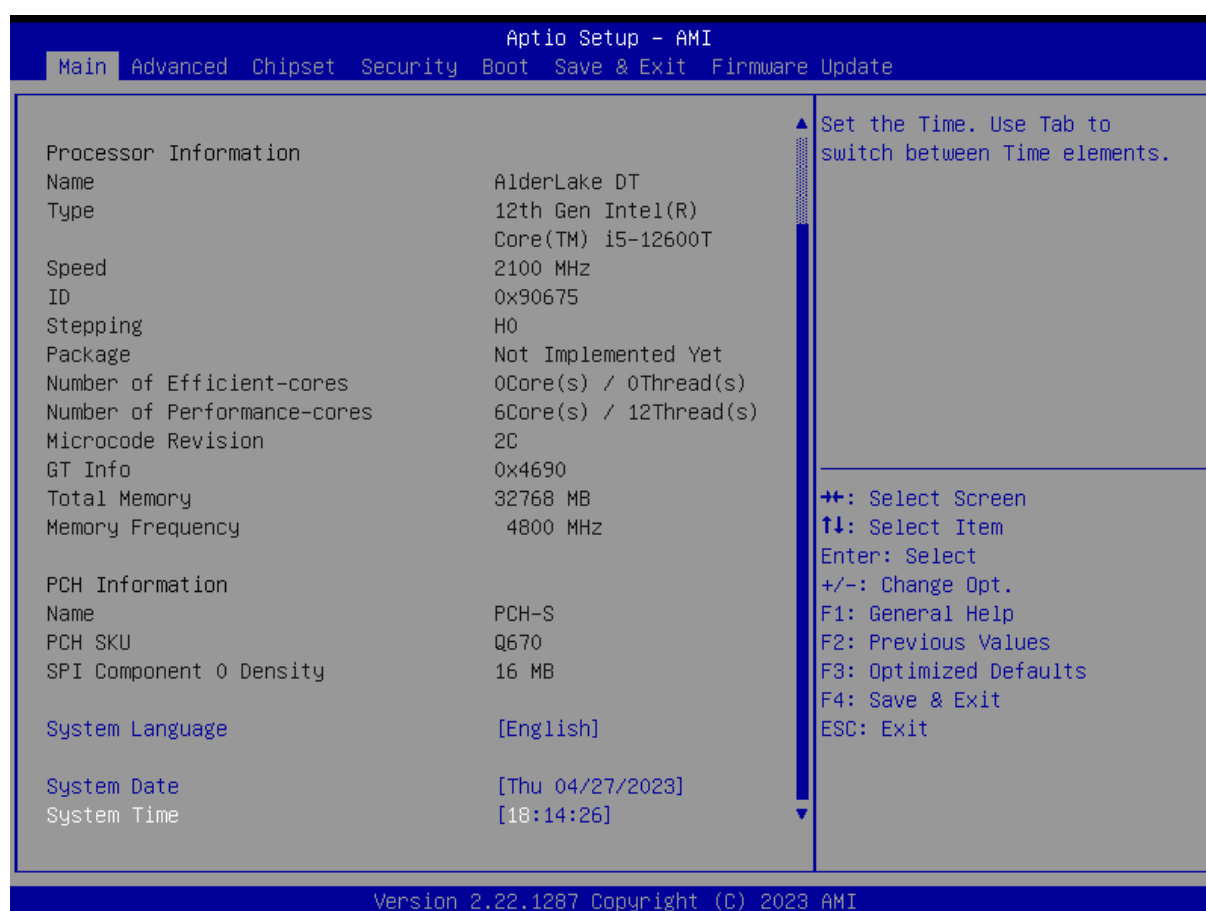 Aptio Setup – AMI
Main Advanced Chipset Security Boot Save & Exit Firmware Update
Processor Information
Name AlderLake DT
Type 12th Gen Intel(R)
Core(TM) i5-12600T
Speed 2100 MHz
ID 0x90675
Stepping H0
Package Not Implemented Yet
Number of Efficient-cores 0Core(s) / 0Thread(s)
Number of Performance-cores 6Core(s) / 12Thread(s)
Microcode Revision 2C
GT Info 0x4690
Total Memory 32768 MB
Memory Frequency 4800 MHz
PCH Information
Name PCH-S
PCH SKU Q670
SPI Component 0 Density 16 MB
System Language [English]
System Date [Thu 04/27/2023]
System Time [18:14:26]
Set the Time. Use Tab to
switch between Time elements.
→←: Select Screen
↑↓: Select Item
Enter: Select
+/-: Change Opt.
F1: General Help
F2: Previous Values
F3: Optimized Defaults
F4: Save & Exit
ESC: Exit
Version 2.22.1287 Copyright (C) 2023 AMI